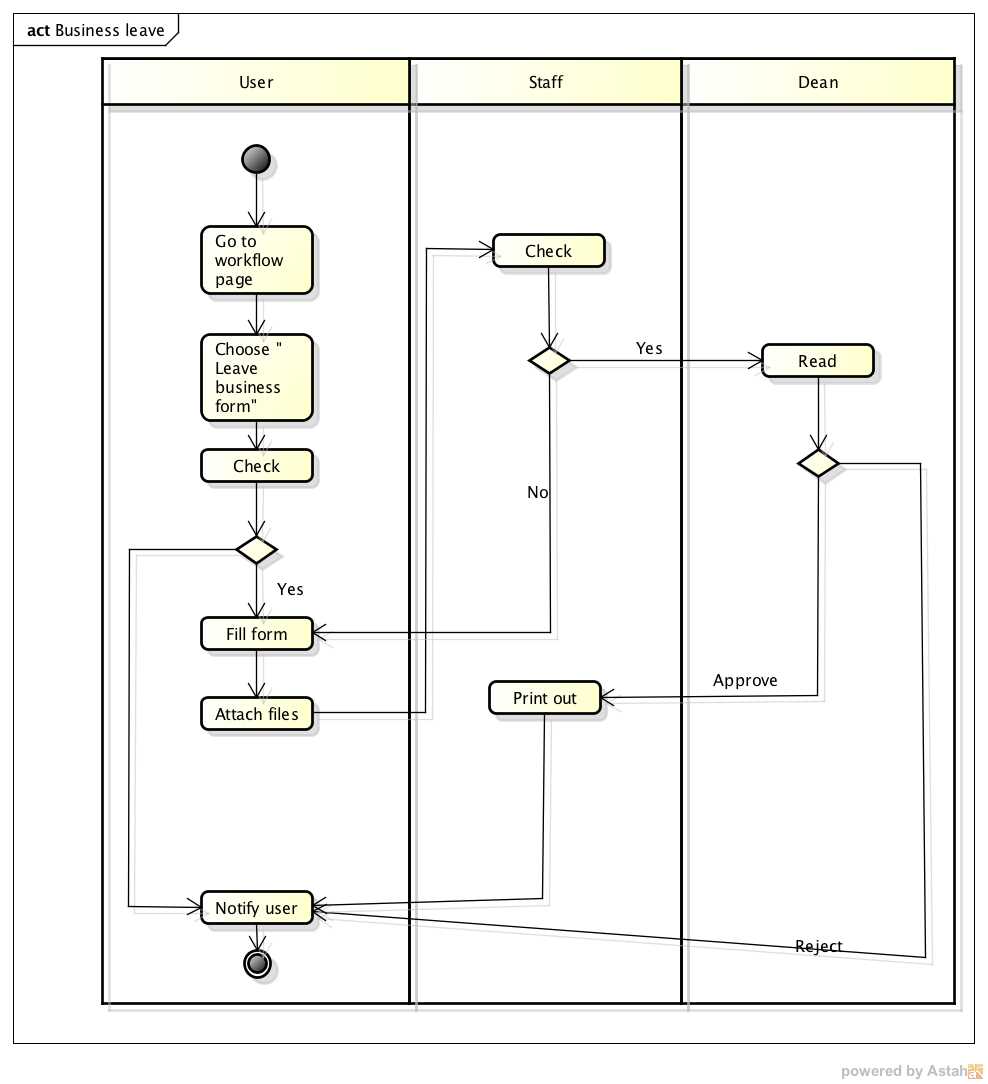 act Business leave
User
Staff
Dean
Go to
workflow
page
Choose "
Leave
business
form"
Check
Yes
Fill form
Attach files
Notify user
Check
Yes
No
Print out
Read
Approve
Reject
powered by Astah